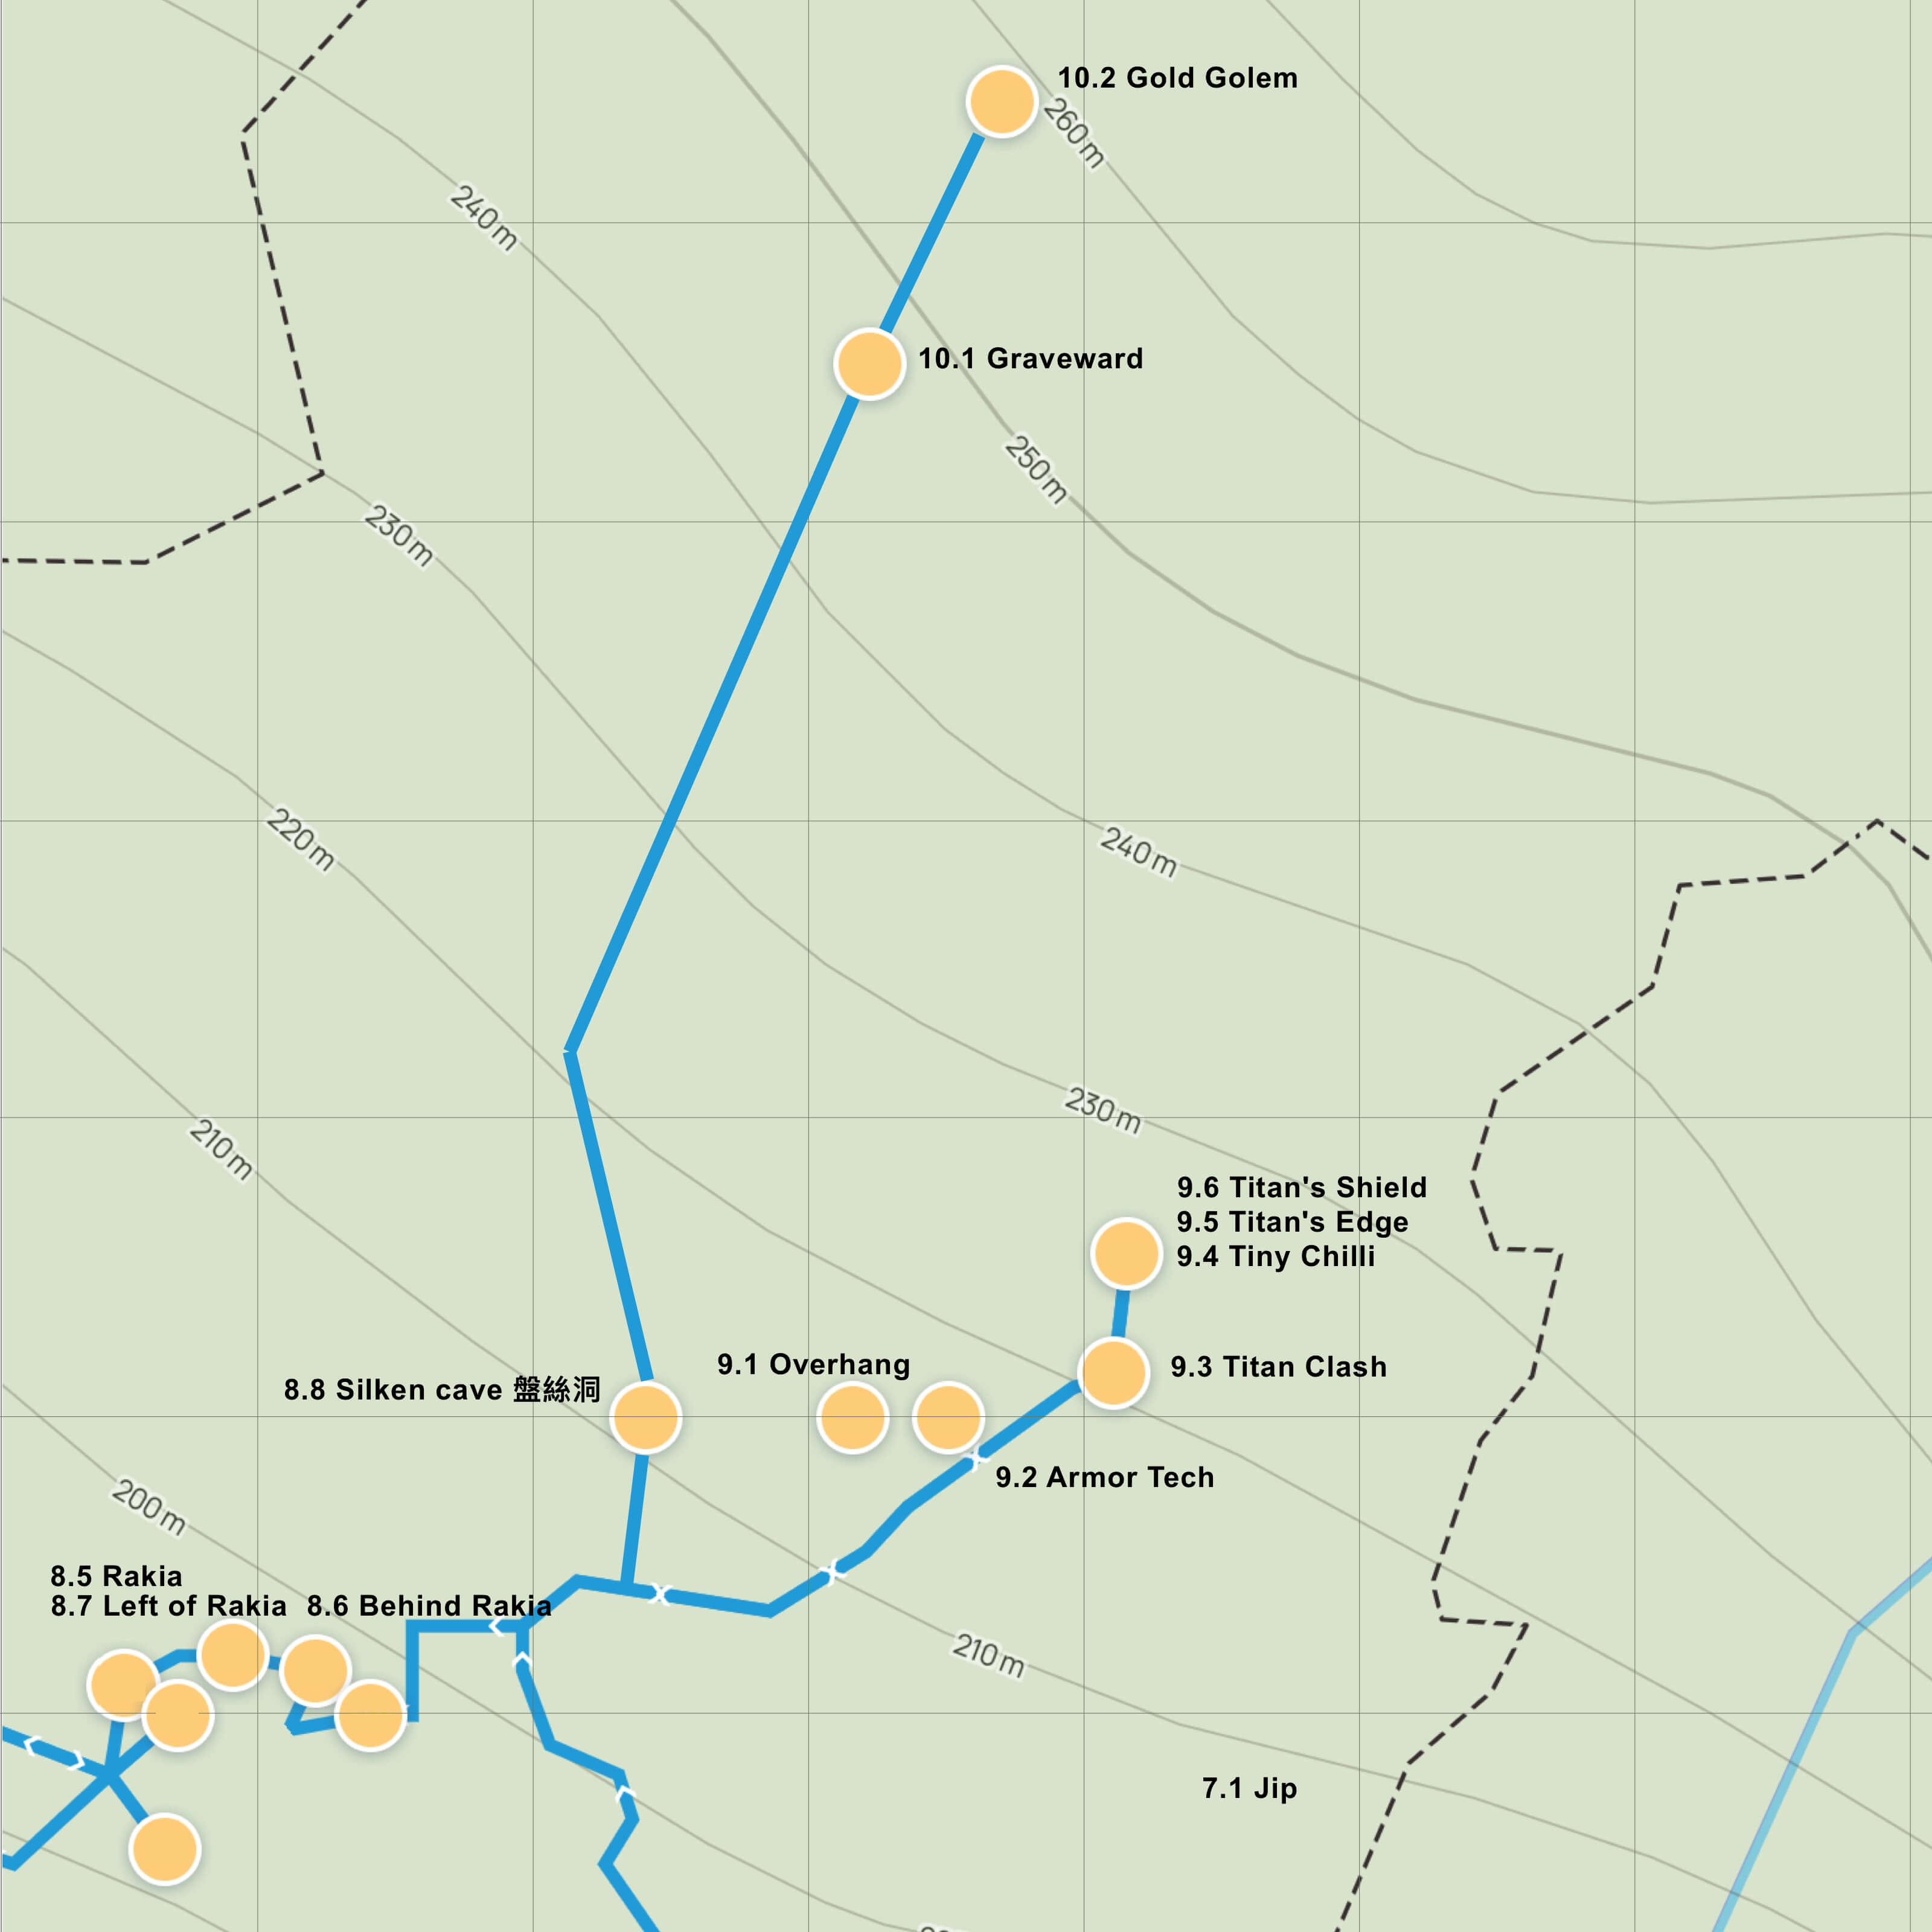 10.2 Gold Golem
260m
240m
10.1 Graveward
250m
230m
220m
240m
210m
230m
9.6 Titan's Shield
9.5 Titan's Edge
9.4 Tiny Chilli
9.1 Overhang
9.3 Titan Clash
8.8 Silken cave 盤絲洞
9.2 Armor Tech
200m
8.5 Rakia
8.7 Left of Rakia
8.6 Behind Rakia
210m
7.1 Jip